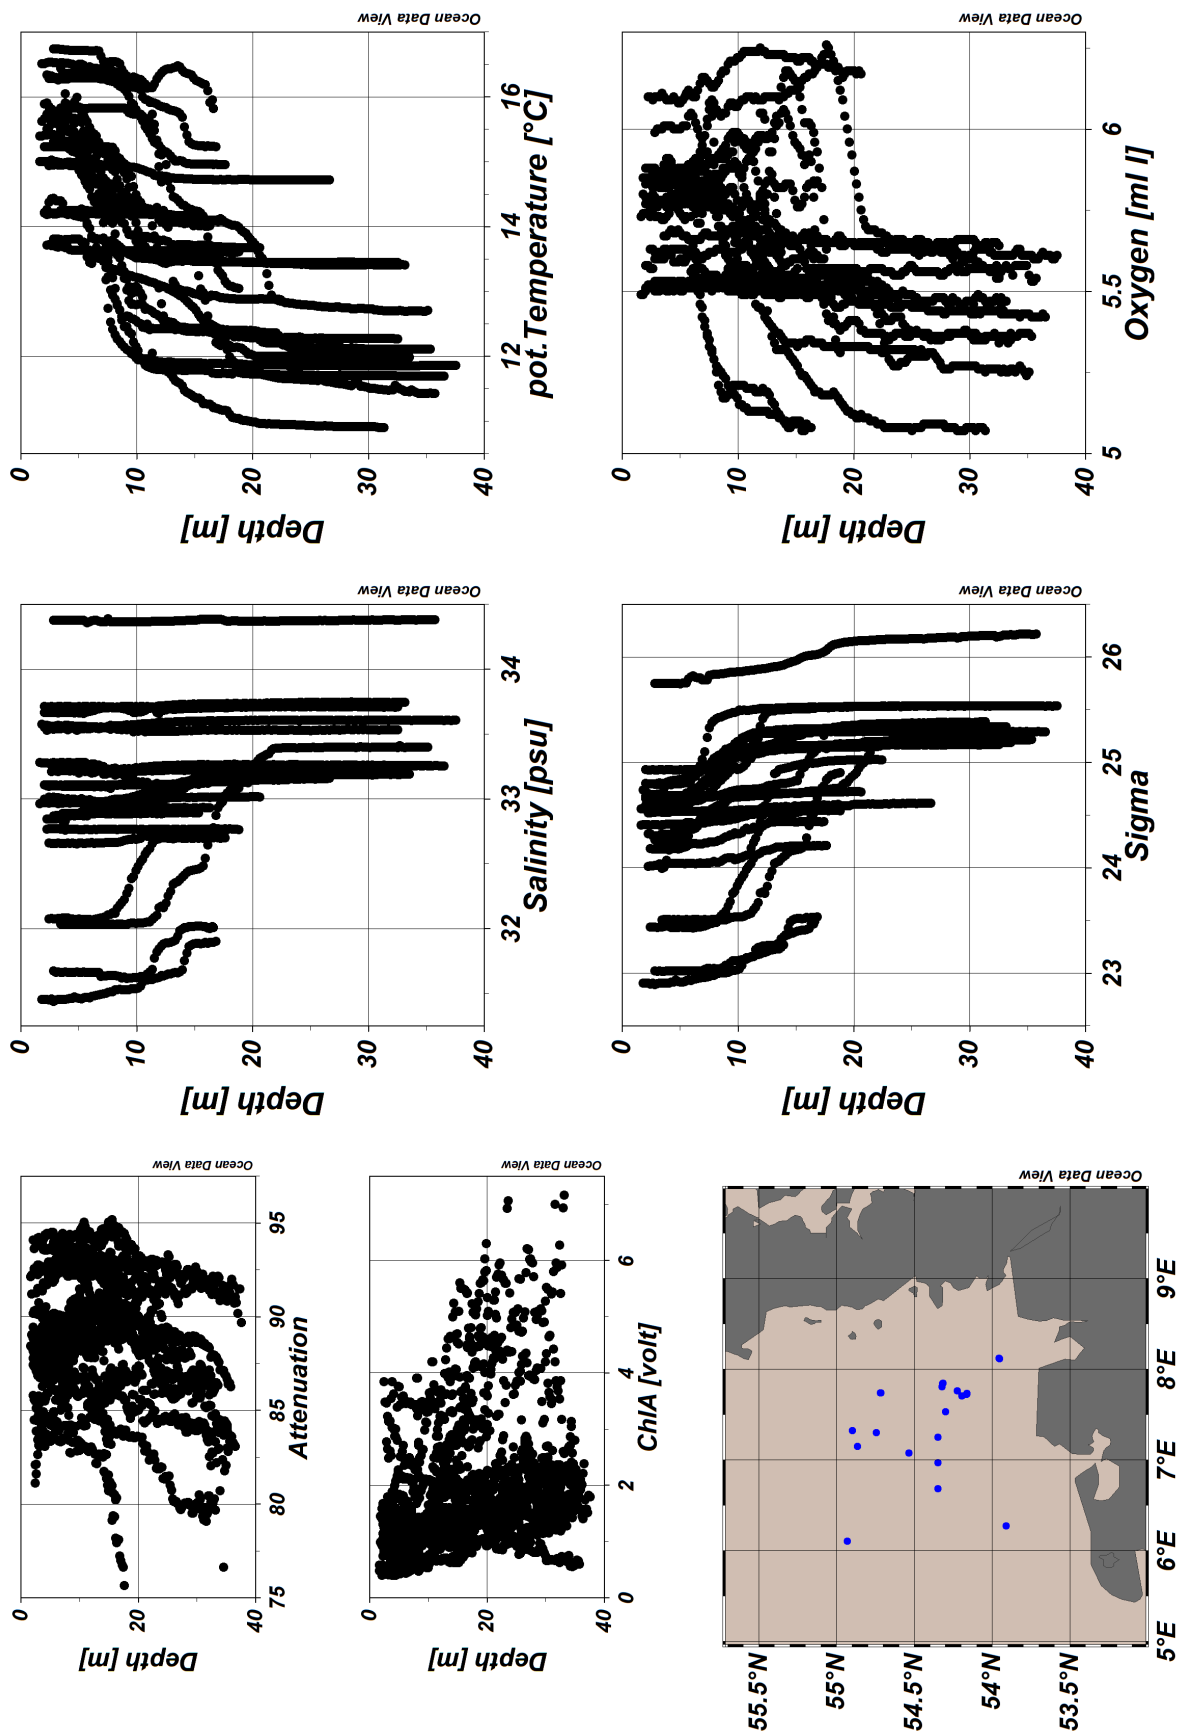 Depth [m]
0
20
40
75 80 85 90 95
Attenuation
Ocean Data View
Depth [m]
0
10
20
30
40
32 33 34
Salinity [psu]
Ocean Data View
Depth [m]
0
10
20
30
40
12 14 16
pot.Temperature [°C]
Ocean Data View
Depth [m]
0
20
40
0 2 4 6
ChlA [volt]
Ocean Data View
55.5°N
55°N
54.5°N
54°N
53.5°N
5°E 6°E 7°E 8°E 9°E
Ocean Data View
Depth [m]
0
10
20
30
40
23 24 25 26
Sigma
Ocean Data View
Depth [m]
0
10
20
30
40
5 5.5 6
Oxygen [ml l]
Ocean Data View